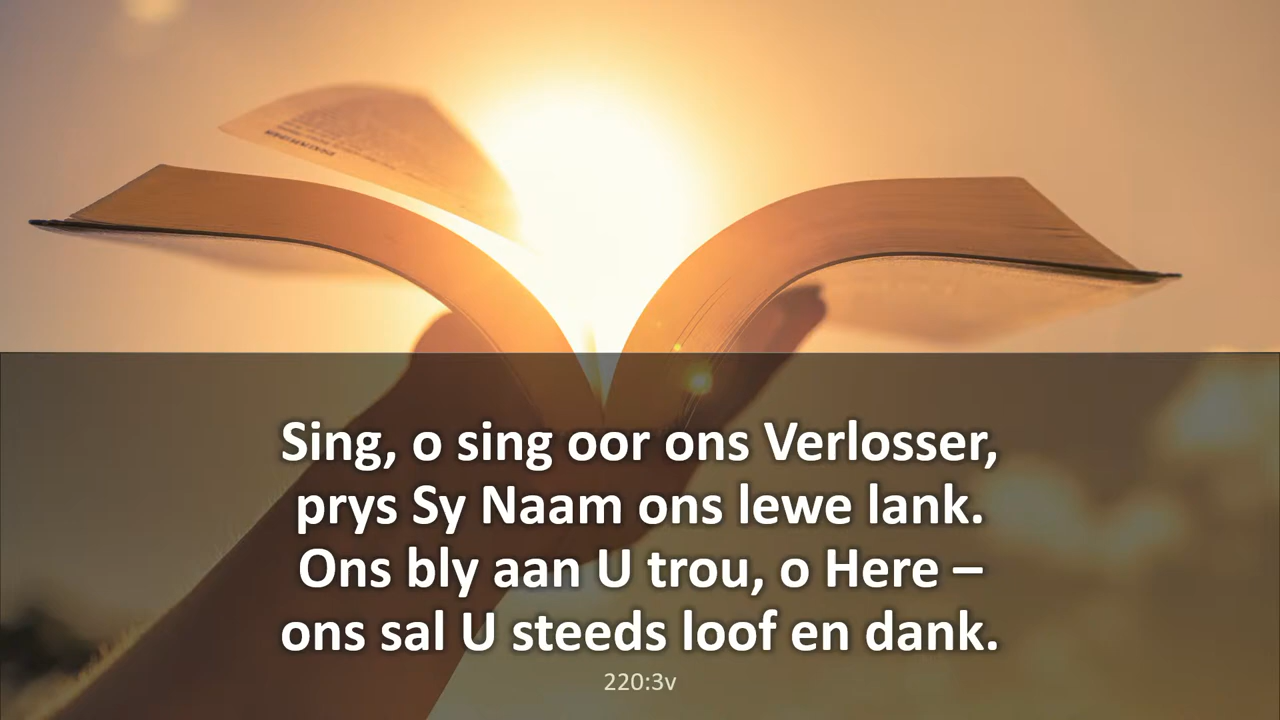 Sing, o sing oor ons Verlosser,
prys Sy Naam ons lewe lank.
Ons bly aan U trou, o Here –
ons sal U steeds loof en dank.
220:3v